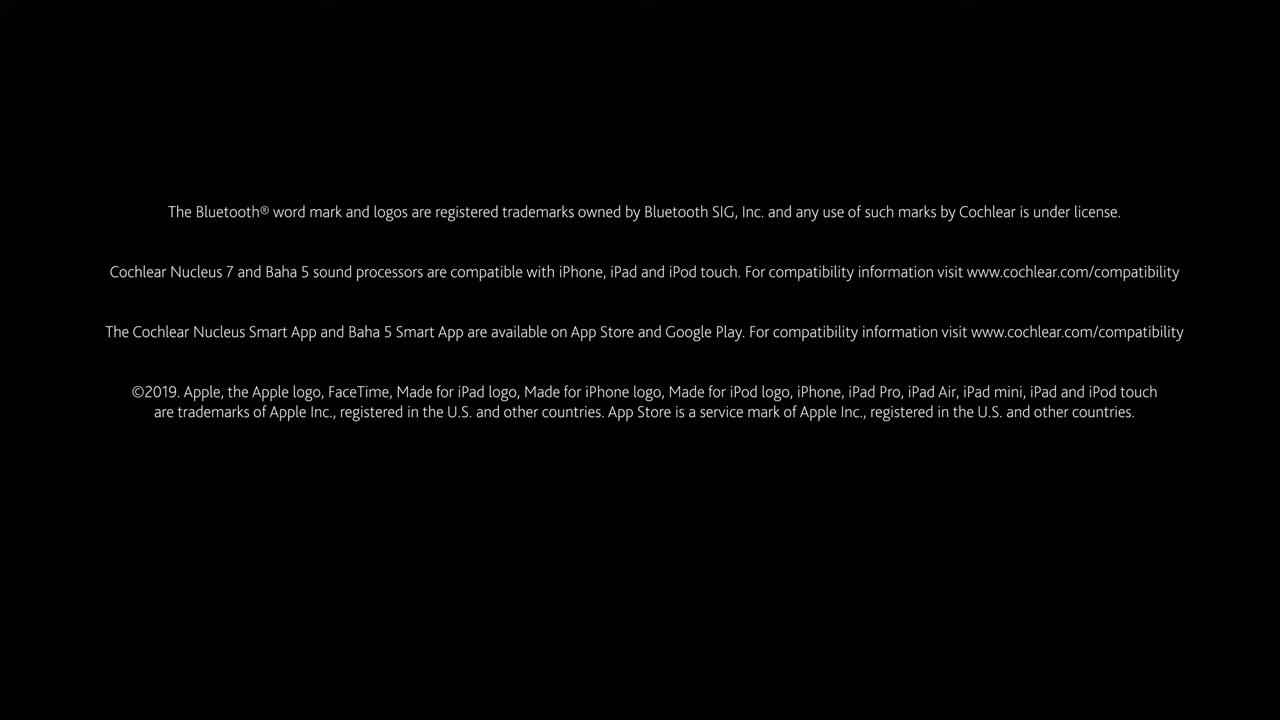 The Bluetooth® word mark and logos are registered trademarks owned by Bluetooth SIG, Inc. and any use of such marks by Cochlear is under license.
Cochlear Nucleus 7 and Baha 5 sound processors are compatible with iPhone, iPad and iPod touch. For compatibility information visit www.cochlear.com/compatibility
The Cochlear Nucleus Smart App and Baha 5 Smart App are available on App Store and Google Play. For compatibility information visit www.cochlear.com/compatibility
©2019. Apple, the Apple logo, FaceTime, Made for iPad logo, Made for iPhone logo, Made for iPod logo, iPhone, iPad Pro, iPad Air, iPad mini, iPad and iPod touch
are trademarks of Apple Inc., registered in the U.S. and other countries. App Store is a service mark of Apple Inc., registered in the U.S. and other countries.